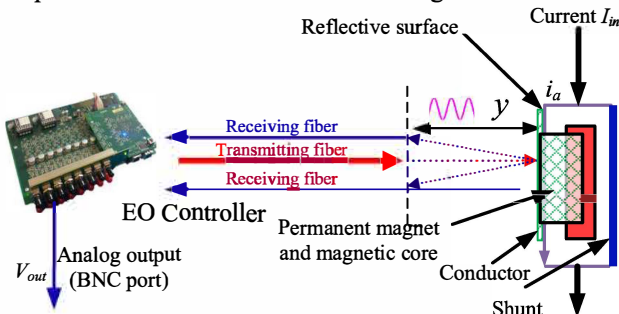 Reflective surface
Current I_in
i_a
y
Receiving fiber
Transmitting fiber
Receiving fiber
EO Controller
Permanent magnet
and magnetic core
Analog output
(BNC port)
V_out
Conductor
Shunt